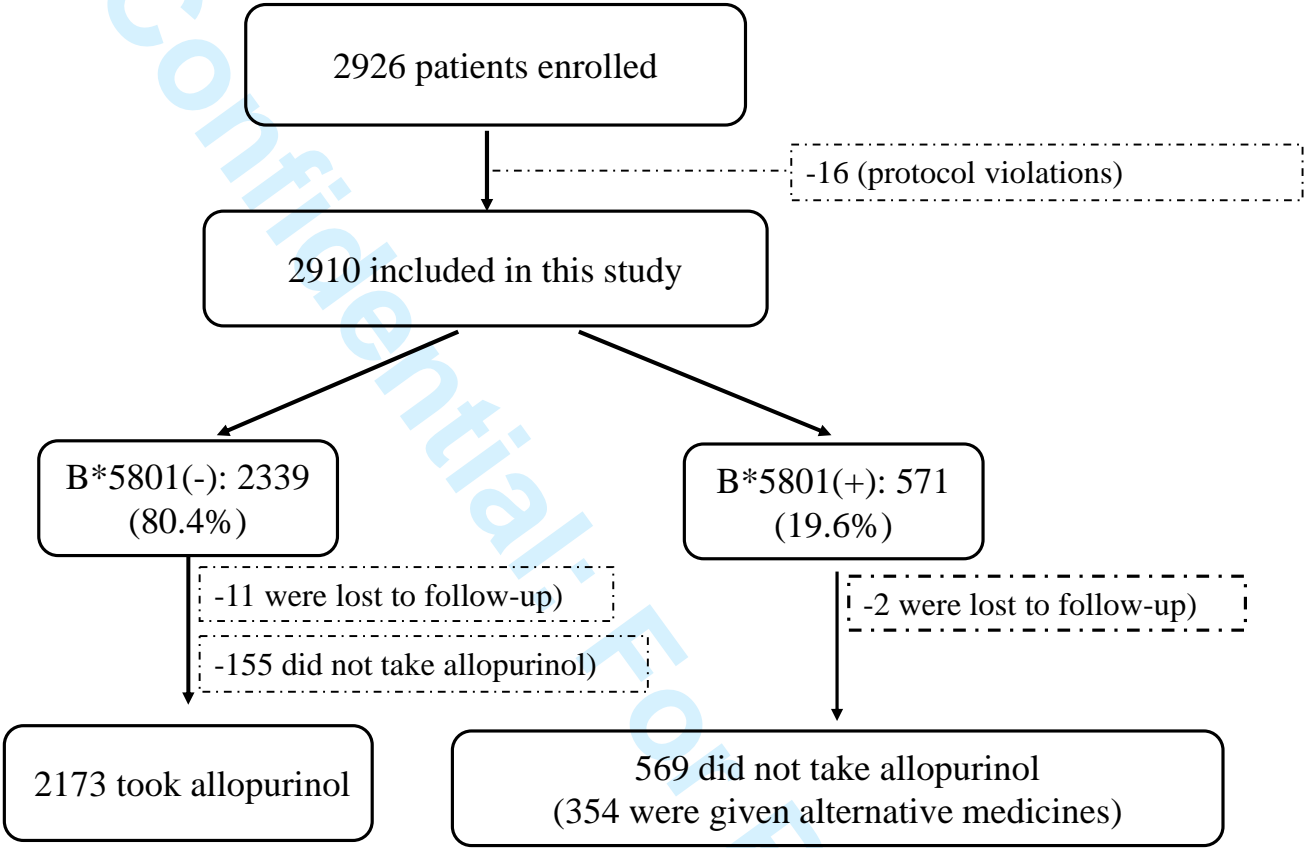 2926 patients enrolled
-16 (protocol violations)
2910 included in this study
B*5801(-): 2339
(80.4%)
B*5801(+): 571
(19.6%)
-11 were lost to follow-up)
-155 did not take allopurinol)
-2 were lost to follow-up)
2173 took allopurinol
569 did not take allopurinol
(354 were given alternative medicines)
Confidential: For